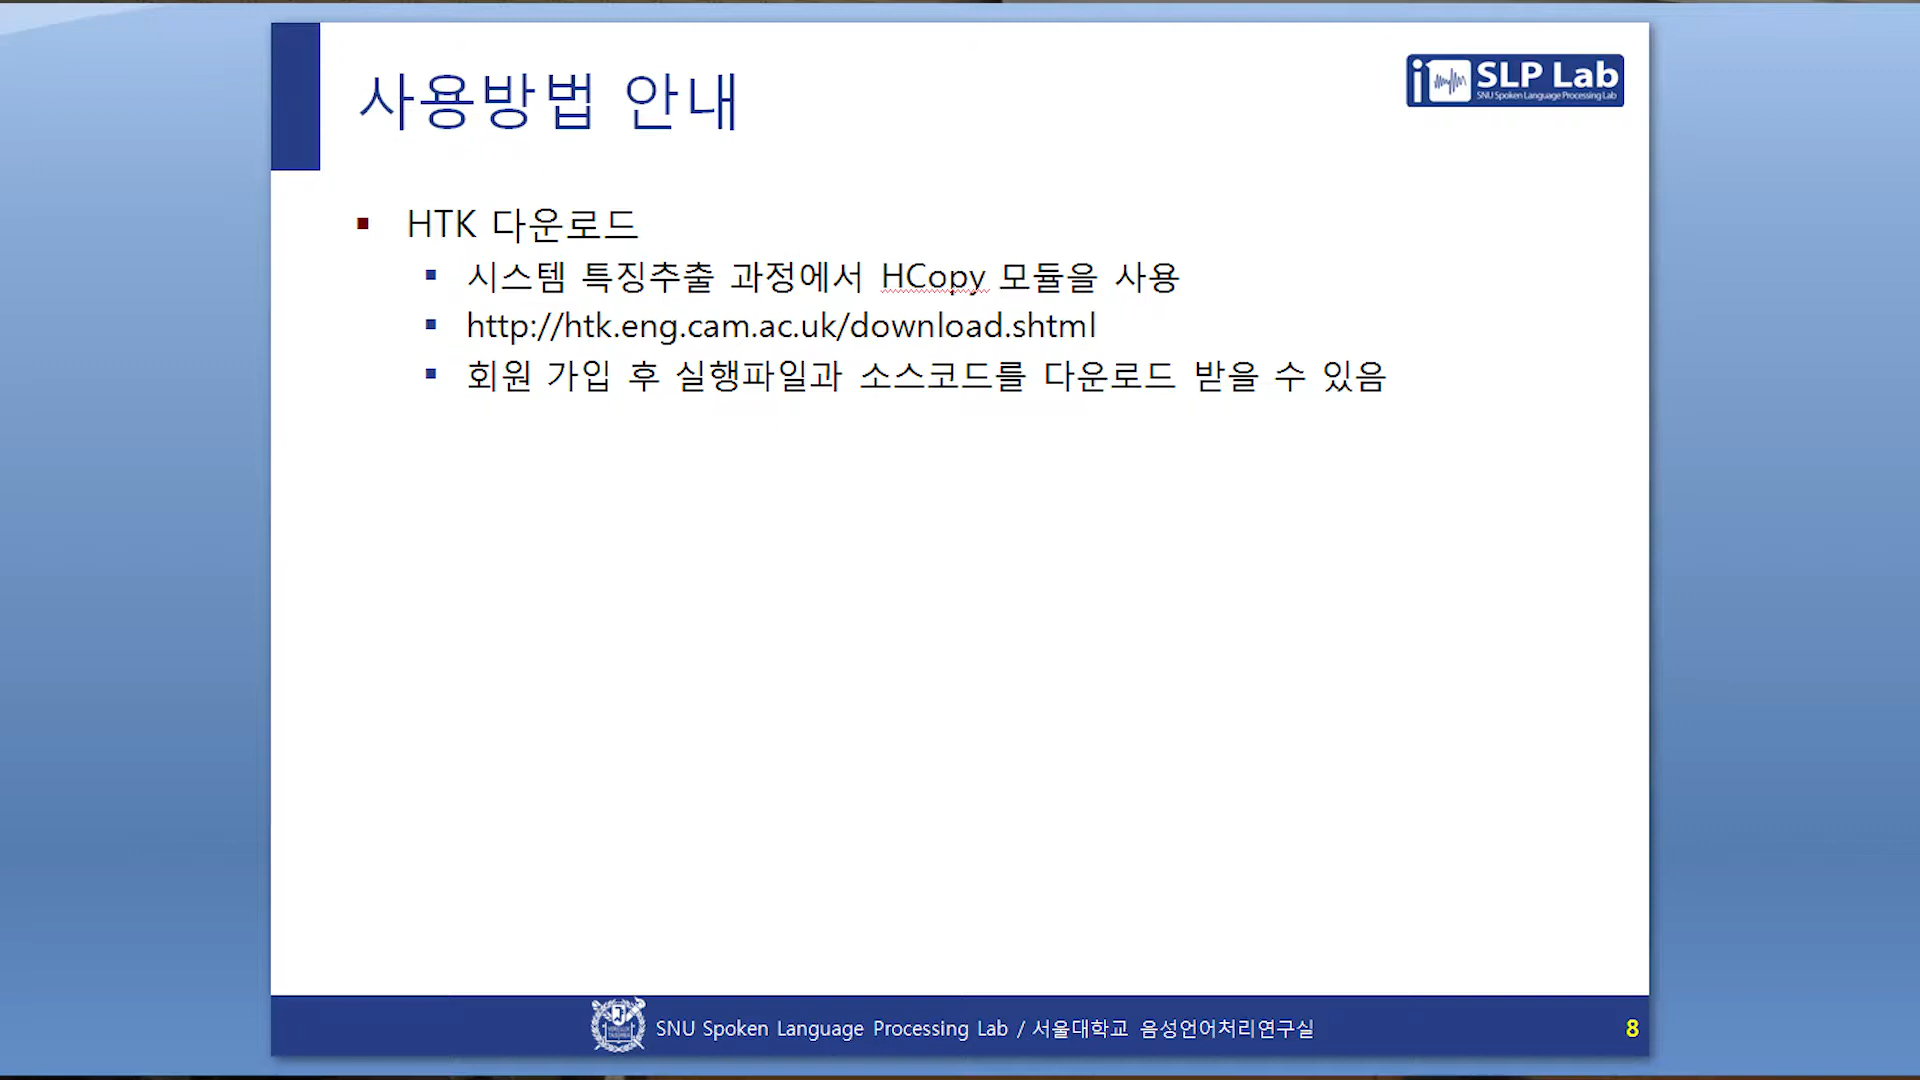 사용방법 안내
SLP Lab
SNU Spoken Language Processing Lab
HTK 다운로드
시스템 특징추출 과정에서 HCopy 모듈을 사용
http://htk.eng.cam.ac.uk/download.shtml
회원 가입 후 실행파일과 소스코드를 다운로드 받을 수 있음
SNU Spoken Language Processing Lab / 서울대학교 음성언어처리연구실
8